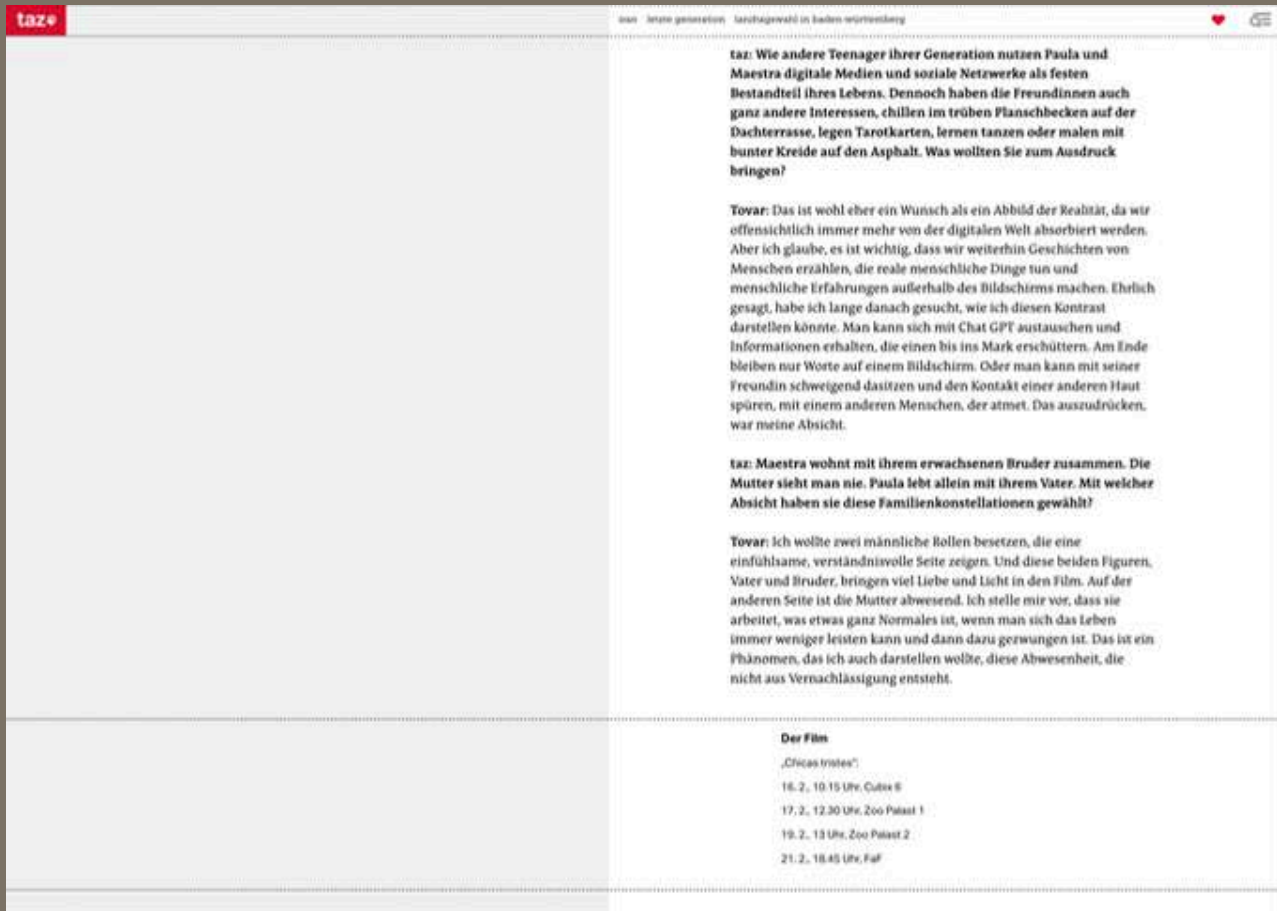 taz
iran letzte generation landtagswahl in baden-württemberg
taz: Wie andere Teenager ihrer Generation nutzen Paula und
Maestra digitale Medien und soziale Netzwerke als festen
Bestandteil ihres Lebens. Dennoch haben die Freundinnen auch
ganz andere Interessen, chillen im trüben Planschbecken auf der
Dachterrasse, legen Tarotkarten, lernen tanzen oder malen mit
bunter Kreide auf den Asphalt. Was wollten Sie zum Ausdruck
bringen?
Tovar: Das ist wohl eher ein Wunsch als ein Abbild der Realität, da wir
offensichtlich immer mehr von der digitalen Welt absorbiert werden.
Aber ich glaube, es ist wichtig, dass wir weiterhin Geschichten von
Menschen erzählen, die reale menschliche Dinge tun und
menschliche Erfahrungen außerhalb des Bildschirms machen. Ehrlich
gesagt, habe ich lange danach gesucht, wie ich diesen Kontrast
darstellen könnte. Man kann sich mit Chat GPT austauschen und
Informationen erhalten, die einen bis ins Mark erschüttern. Am Ende
bleiben nur Worte auf einem Bildschirm. Oder man kann mit seiner
Freundin schweigend dasitzen und den Kontakt einer anderen Haut
spüren, mit einem anderen Menschen, der atmet. Das auszudrücken,
war meine Absicht.
taz: Maestra wohnt mit ihrem erwachsenen Bruder zusammen. Die
Mutter sieht man nie. Paula lebt allein mit ihrem Vater. Mit welcher
Absicht haben sie diese Familienkonstellationen gewählt?
Tovar: Ich wollte zwei männliche Rollen besetzen, die eine
einfühlsame, verständnisvolle Seite zeigen. Und diese beiden Figuren,
Vater und Bruder, bringen viel Liebe und Licht in den Film. Auf der
anderen Seite ist die Mutter abwesend. Ich stelle mir vor, dass sie
arbeitet, was etwas ganz Normales ist, wenn man sich das Leben
immer weniger leisten kann und dann dazu gezwungen ist. Das ist ein
Phänomen, das ich auch darstellen wollte, diese Abwesenheit, die
nicht aus Vernachlässigung entsteht.
Der Film
„Chicas tristes“:
16. 2., 10.15 Uhr, Cubix 6
17. 2., 12.30 Uhr, Zoo Palast 1
19. 2., 13 Uhr, Zoo Palast 2
21. 2., 18.45 Uhr, FaF